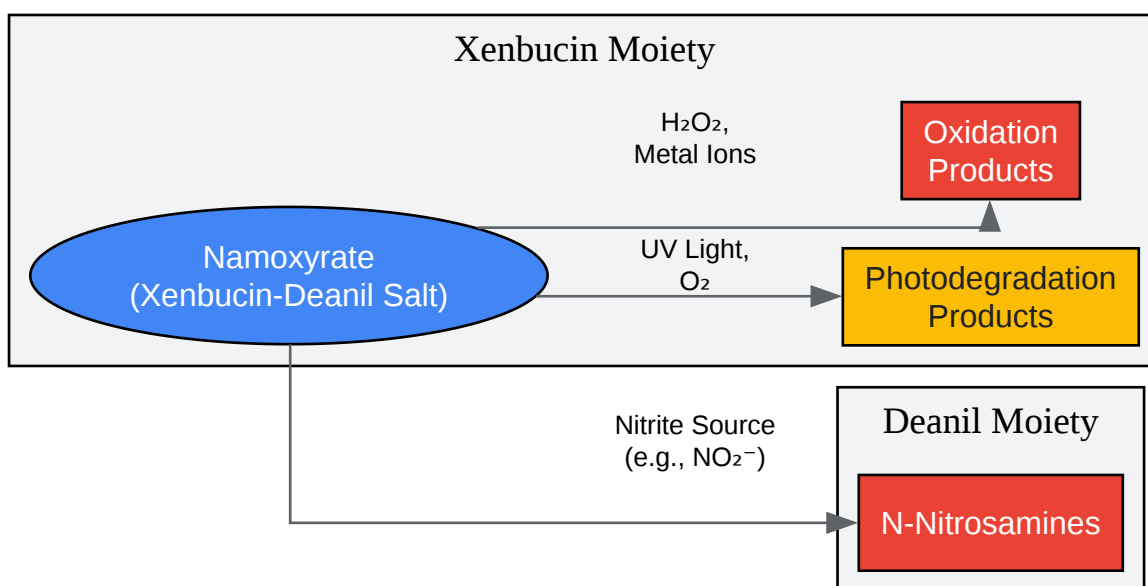 Xenbucin Moiety
H₂O₂,
Metal Ions
Oxidation
Products
Namoxyrate
(Xenbucin-Deanil Salt)
UV Light,
O₂
Photodegradation
Products
Nitrite Source
(e.g., NO₂⁻)
Deanil Moiety
N-Nitrosamines